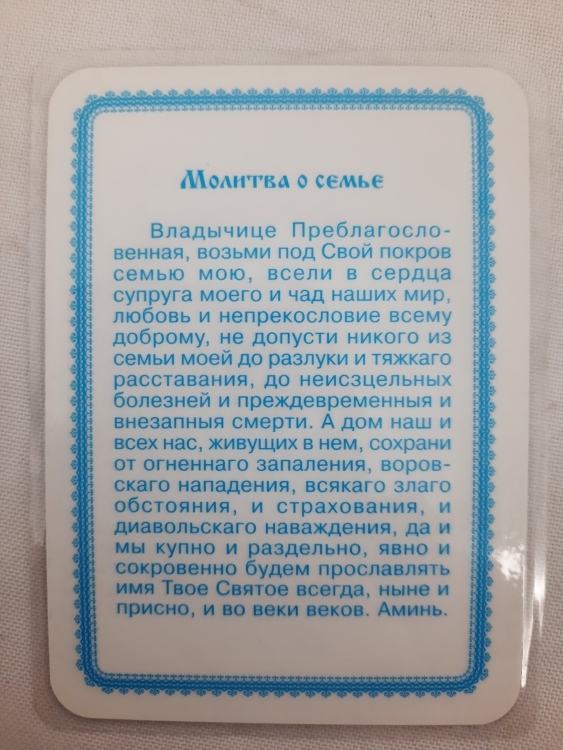 Молитва о семье
Владычице Преблагосло-
венная, возьми под Свой покров
семью мою, всели в сердца
супруга моего и чад наших мир,
любовь и непрекословие всему
доброму, не допусти никого из
семьи моей до разлуки и тяжкаго
расставания, до неисзцельных
болезней и преждевременныя и
внезапныя смерти. А дом наш и
всех нас, живущих в нем, сохрани
от огненнаго запаления, воров-
скаго нападения, всякаго злаго
обстояния, и страхования, и
диавольскаго наваждения, да и
мы купно и раздельно, явно и
сокровенно будем прославлять
имя Твое Святое всегда, ныне и
присно, и во веки веков. Аминь.